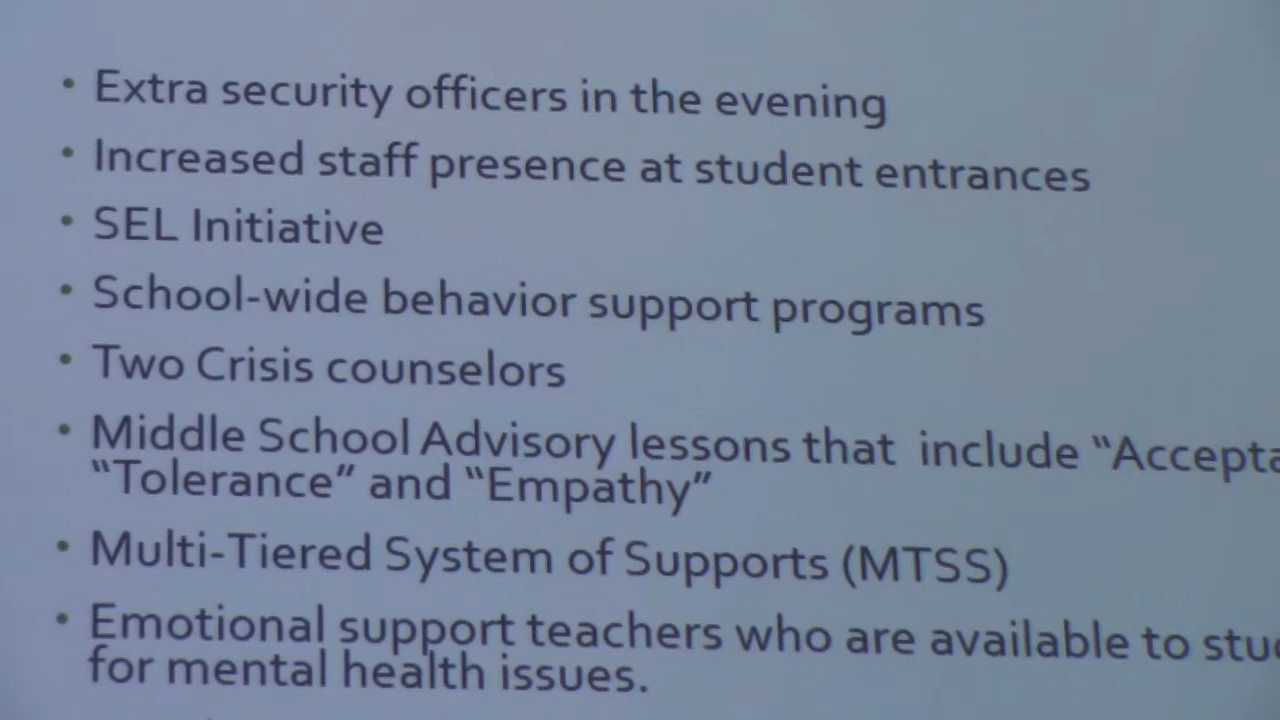 • Extra security officers in the evening
• Increased staff presence at student entrances
• SEL Initiative
• School-wide behavior support programs
• Two Crisis counselors
• Middle School Advisory lessons that include “
“Tolerance” and “Empathy”
• Multi-Tiered System of Supports (MTSS)
• Emotional support teachers who are available to
for mental health issues.